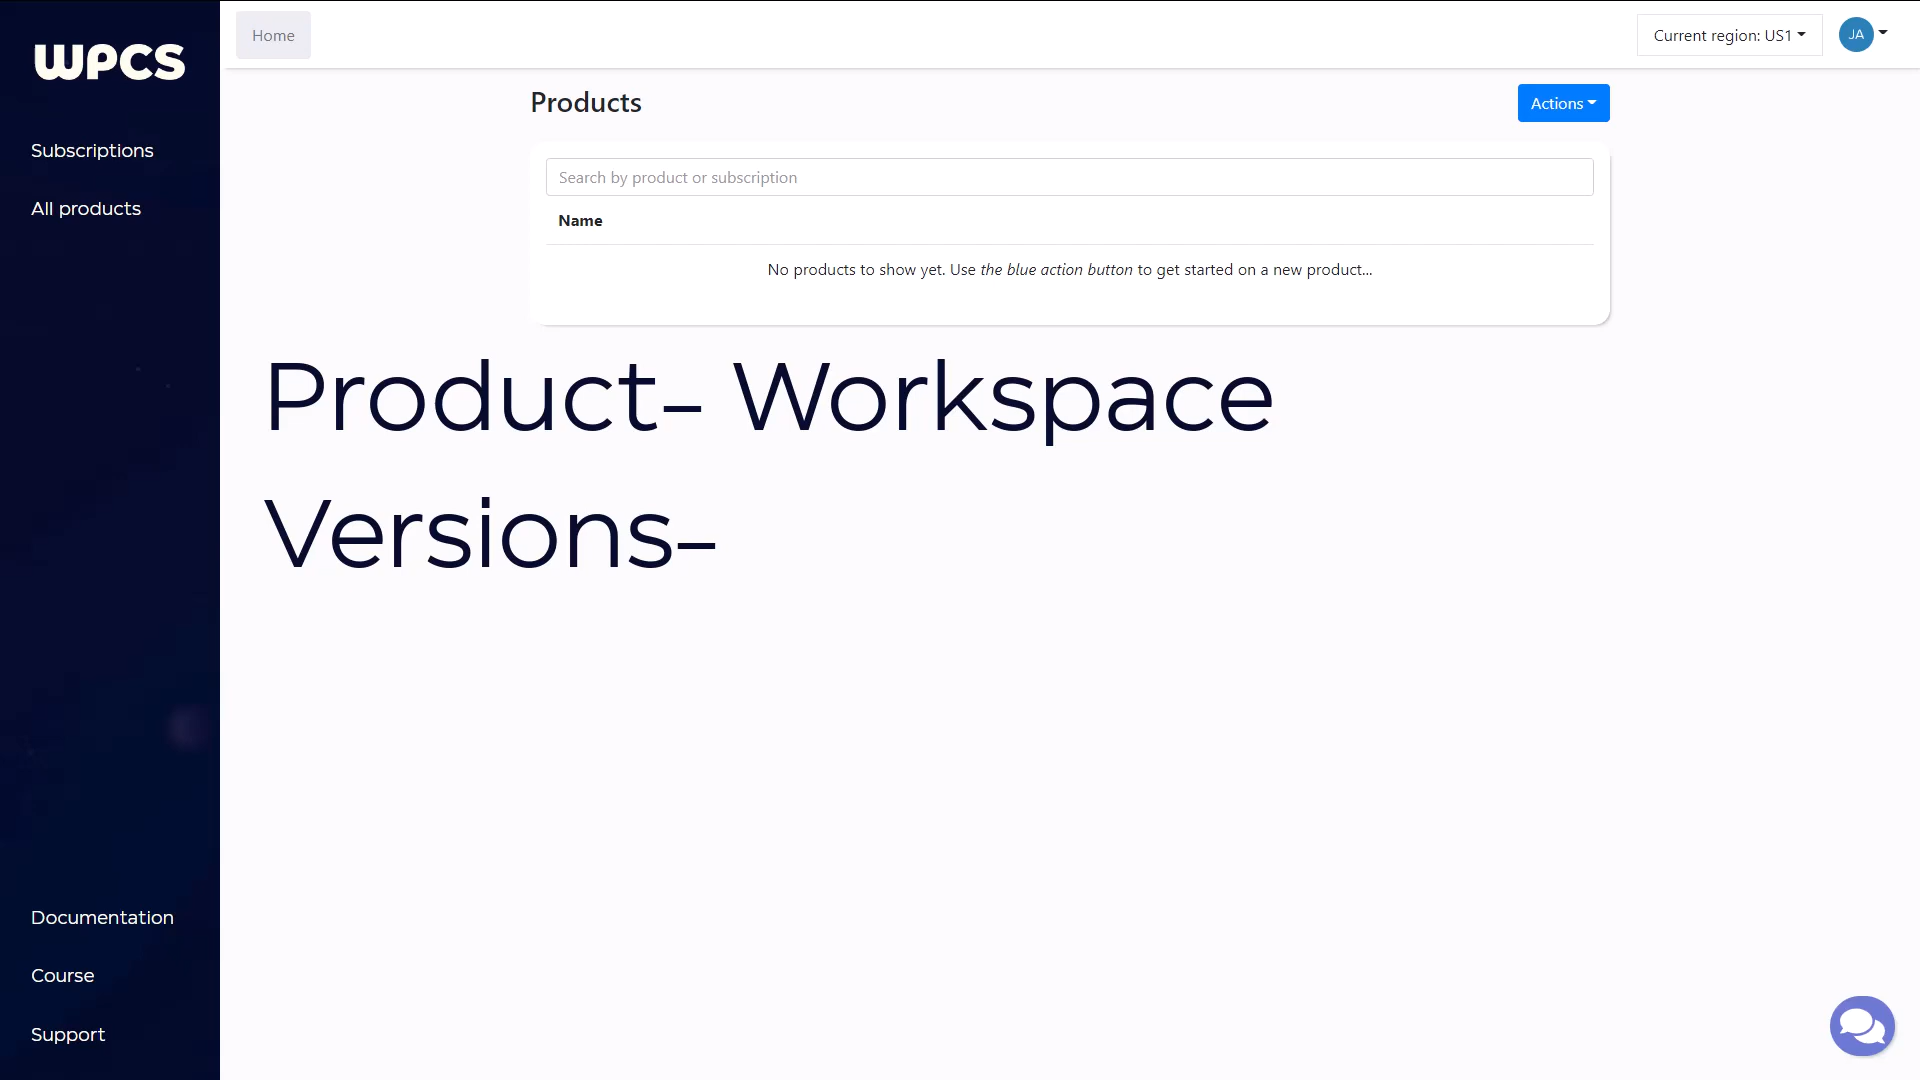 WPCS
Home
Current region: US1
JA
Subscriptions
All products
Products
Actions
Search by product or subscription
Name
No products to show yet. Use the blue action button to get started on a new product...
Product– Workspace
Versions–
Documentation
Course
Support